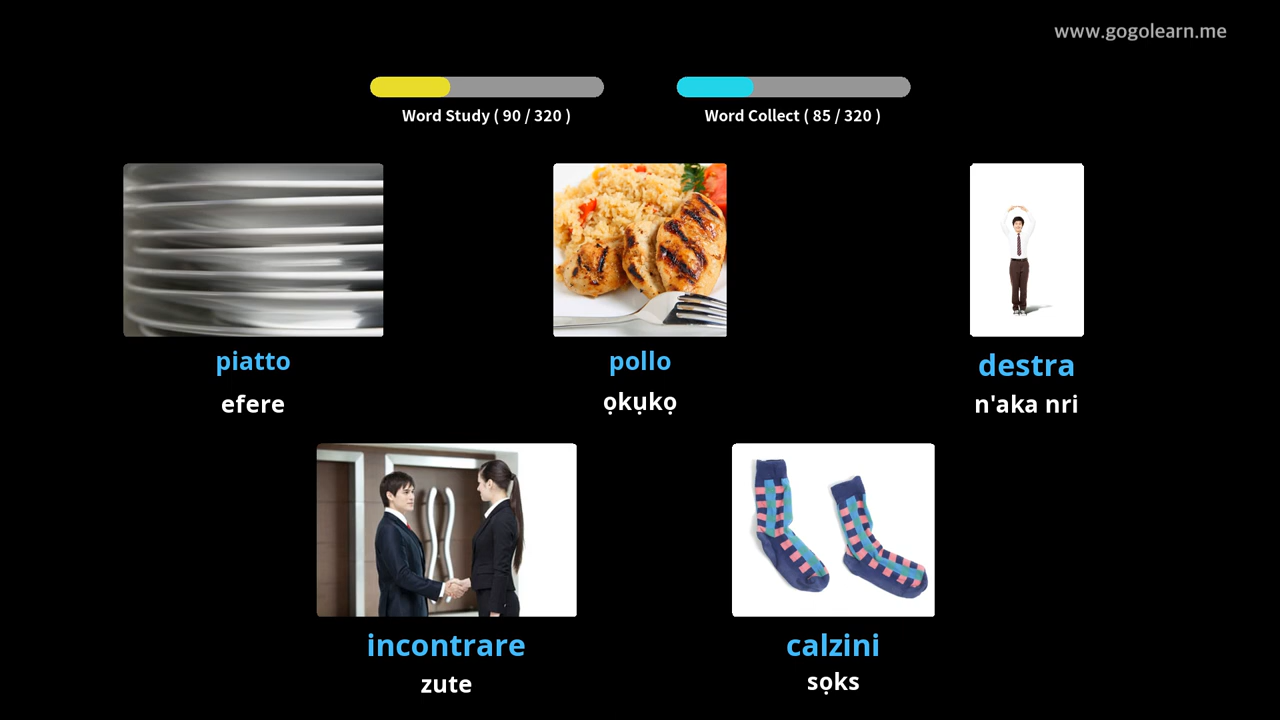 www.gogolearn.me
Word Study ( 90 / 320 )
Word Collect ( 85 / 320 )
piatto
efere
pollo
ọkụkọ
destra
n'aka nri
incontrare
zute
calzini
sọks